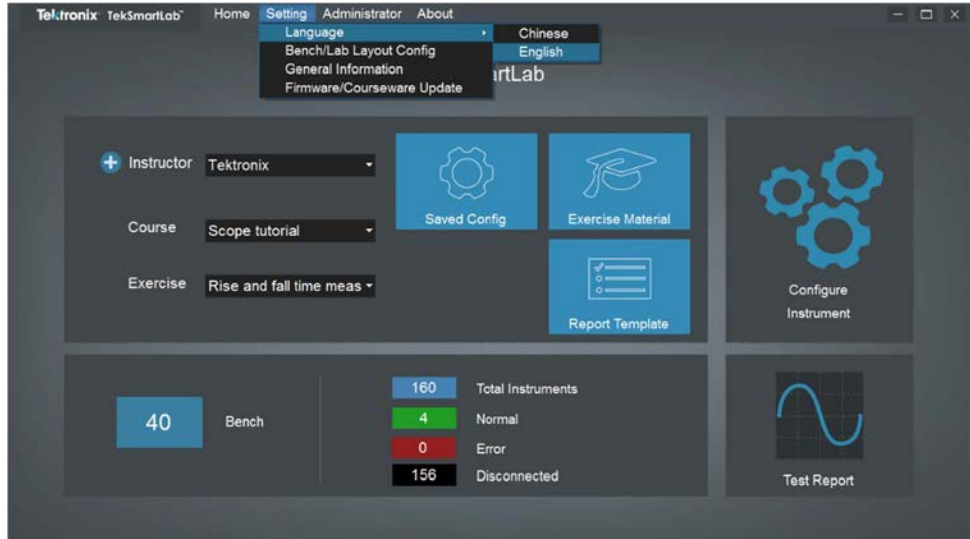 Tektronix TekSmartLab™ Home Setting Administrator About
Language Chinese
Bench/Lab Layout Config English
General Information
Firmware/Courseware Update
artLab
Instructor Tektronix
Course Scope tutorial
Exercise Rise and fall time meas
Saved Config
Exercise Material
Report Template
Configure
Instrument
40 Bench
160 Total Instruments
4 Normal
0 Error
156 Disconnected
Test Report